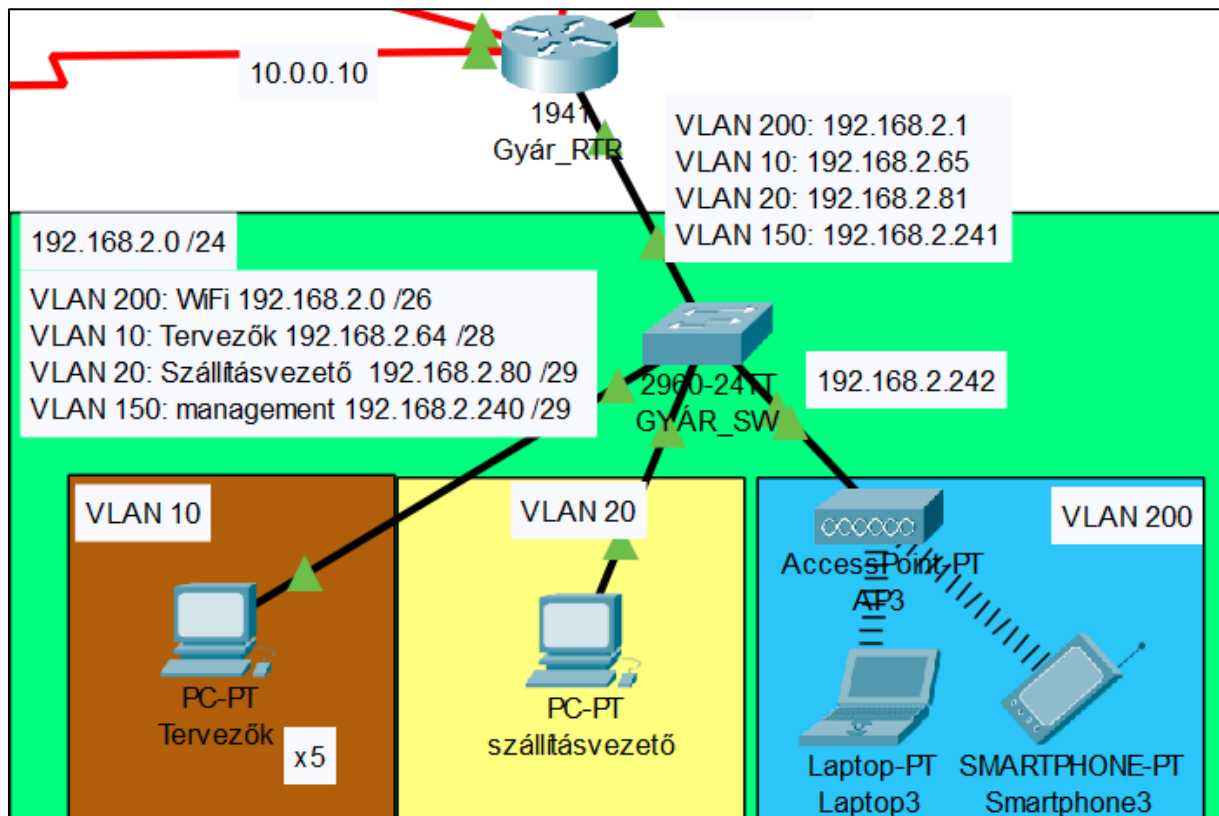 10.0.0.10
1941
Gyár_RTR
VLAN 200: 192.168.2.1
VLAN 10: 192.168.2.65
VLAN 20: 192.168.2.81
VLAN 150: 192.168.2.241
192.168.2.0 /24
VLAN 200: WiFi 192.168.2.0 /26
VLAN 10: Tervezők 192.168.2.64 /28
VLAN 20: Szállításvezető 192.168.2.80 /29
VLAN 150: management 192.168.2.240 /29
2960-24TT
GYÁR_SW
192.168.2.242
VLAN 10
VLAN 20
VLAN 200
AccessPoint-PT
AP3
PC-PT
Tervezők
x5
PC-PT
szállításvezető
Laptop-PT
Laptop3
SMARTPHONE-PT
Smartphone3